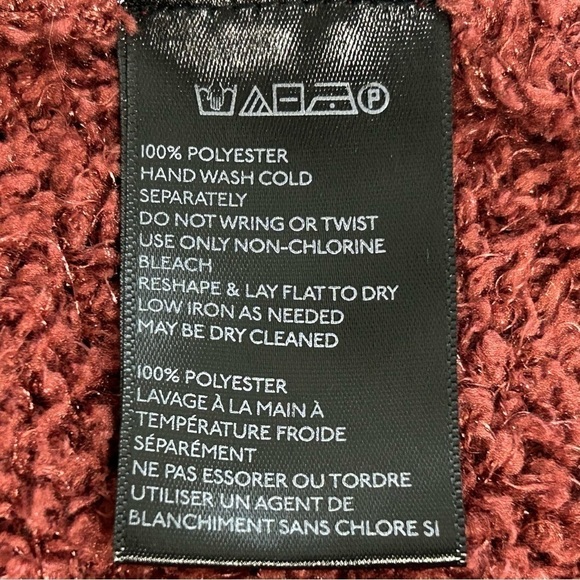 P
100% POLYESTER
HAND WASH COLD
SEPARATELY
DO NOT WRING OR TWIST
USE ONLY NON-CHLORINE
BLEACH
RESHAPE & LAY FLAT TO DRY
LOW IRON AS NEEDED
MAY BE DRY CLEANED
100% POLYESTER
LAVAGE À LA MAIN À
TEMPÉRATURE FROIDE
SÉPARÉMENT
NE PAS ESSORER OU TORDRE
UTILISER UN AGENT DE
BLANCHIMENT SANS CHLORE SI